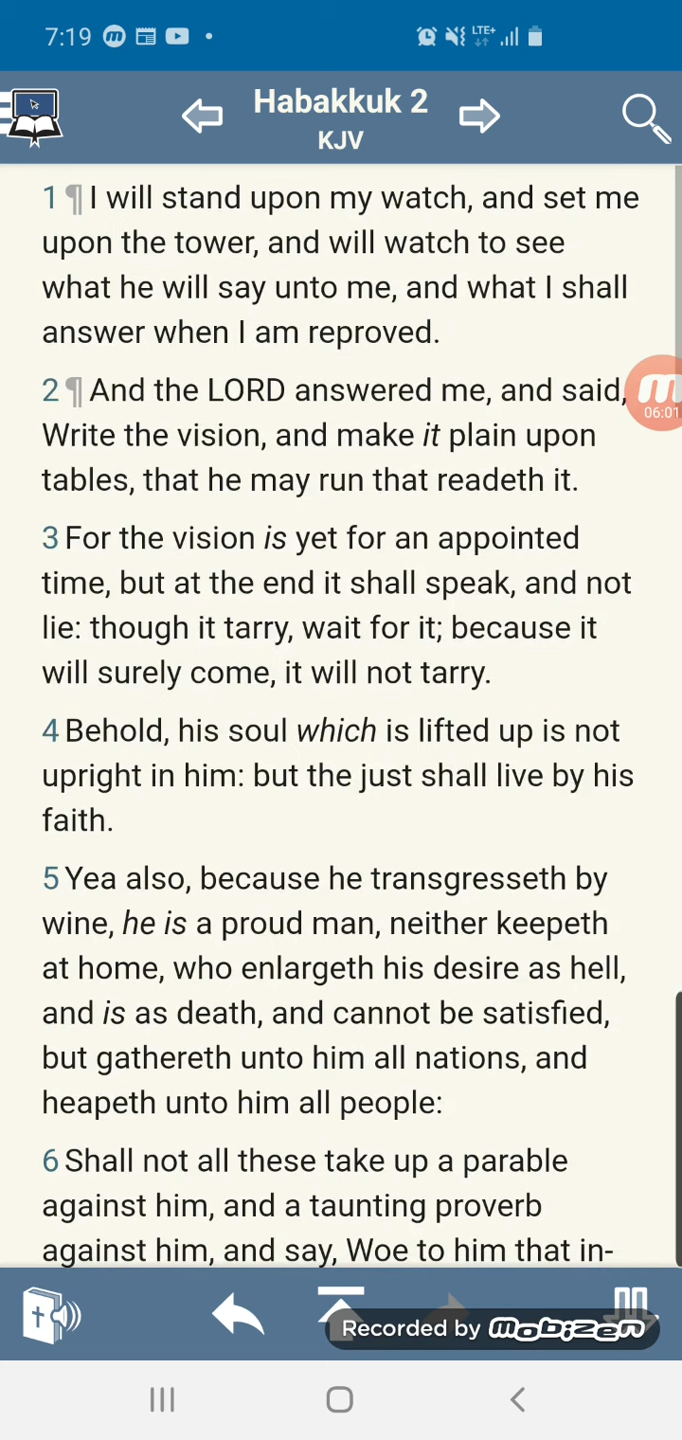 7:19
LTE+
Habakkuk 2
KJV
1 ¶ I will stand upon my watch, and set me
upon the tower, and will watch to see
what he will say unto me, and what I shall
answer when I am reproved.
2 ¶ And the LORD answered me, and said,
Write the vision, and make it plain upon
tables, that he may run that readeth it.
06:01
3 For the vision is yet for an appointed
time, but at the end it shall speak, and not
lie: though it tarry, wait for it; because it
will surely come, it will not tarry.
4 Behold, his soul which is lifted up is not
upright in him: but the just shall live by his
faith.
5 Yea also, because he transgresseth by
wine, he is a proud man, neither keepeth
at home, who enlargeth his desire as hell,
and is as death, and cannot be satisfied,
but gathereth unto him all nations, and
heapeth unto him all people:
6 Shall not all these take up a parable
against him, and a taunting proverb
against him, and say, Woe to him that in-
Recorded by mobizen